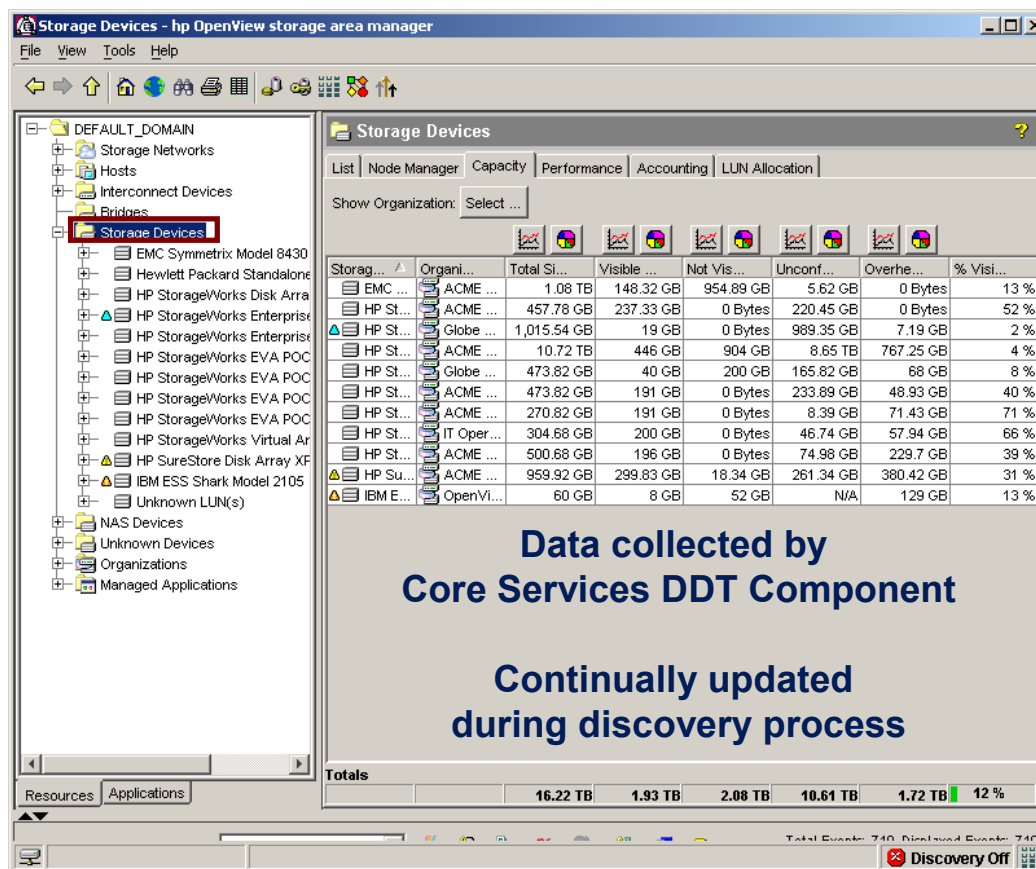 Storage Devices - hp OpenView storage area manager
File View Tools Help
DEFAULT_DOMAIN
Storage Networks
Hosts
Interconnect Devices
Bridges
Storage Devices
EMC Symmetrix Model 8430
Hewlett Packard Standalone
HP StorageWorks Disk Arra
HP StorageWorks Enterprise
HP StorageWorks Enterprise
HP StorageWorks EVA POC
HP StorageWorks EVA POC
HP StorageWorks EVA POC
HP StorageWorks EVA POC
HP StorageWorks Virtual Ar
HP SureStore Disk Array XP
IBM ESS Shark Model 2105
Unknown LUN(s)
NAS Devices
Unknown Devices
Organizations
Managed Applications
Resources Applications
Storage Devices ?
List Node Manager Capacity Performance Accounting LUN Allocation
Show Organization: Select ...
Storag... Organi... Total Si... Visible ... Not Vis... Unconf... Overhe... % Visi...
EMC ... ACME ... 1.08 TB 148.32 GB 954.89 GB 5.62 GB 0 Bytes 13 %
HP St... ACME ... 457.78 GB 237.33 GB 0 Bytes 220.45 GB 0 Bytes 52 %
HP St... Globe ... 1,015.54 GB 19 GB 0 Bytes 989.35 GB 7.19 GB 2 %
HP St... ACME ... 10.72 TB 446 GB 904 GB 8.65 TB 767.25 GB 4 %
HP St... Globe ... 473.82 GB 40 GB 200 GB 165.82 GB 68 GB 8 %
HP St... ACME ... 473.82 GB 191 GB 0 Bytes 233.89 GB 48.93 GB 40 %
HP St... ACME ... 270.82 GB 191 GB 0 Bytes 8.39 GB 71.43 GB 71 %
HP St... IT Oper... 304.68 GB 200 GB 0 Bytes 46.74 GB 57.94 GB 66 %
HP St... ACME ... 500.68 GB 196 GB 0 Bytes 74.98 GB 229.7 GB 39 %
HP Su... ACME ... 959.92 GB 299.83 GB 18.34 GB 261.34 GB 380.42 GB 31 %
IBM E... OpenVi... 60 GB 8 GB 52 GB N/A 129 GB 13 %
Data collected by
Core Services DDT Component
Continually updated
during discovery process
Totals
16.22 TB 1.93 TB 2.08 TB 10.61 TB 1.72 TB 12 %
Total Events: 740 Displayed Events: 740
Discovery Off